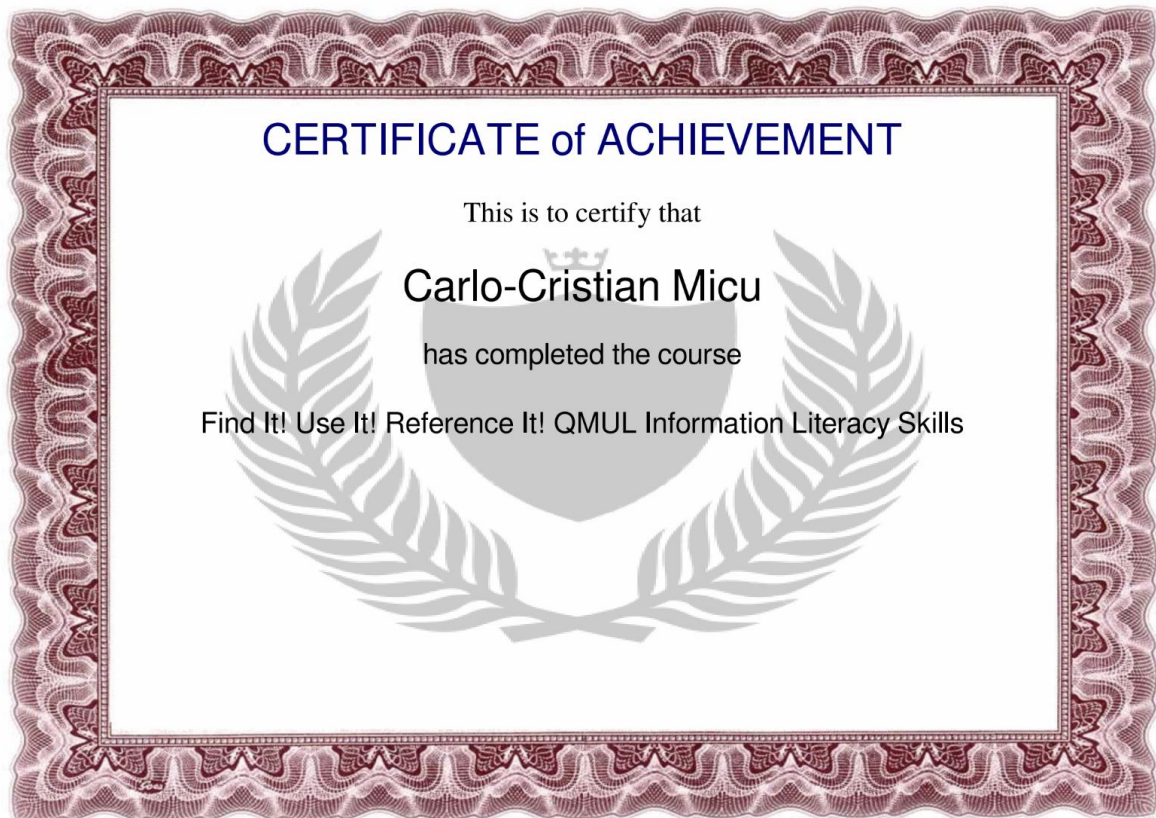 CERTIFICATE of ACHIEVEMENT
This is to certify that
Carlo-Cristian Micu
has completed the course
Find It! Use It! Reference It! QMUL Information Literacy Skills